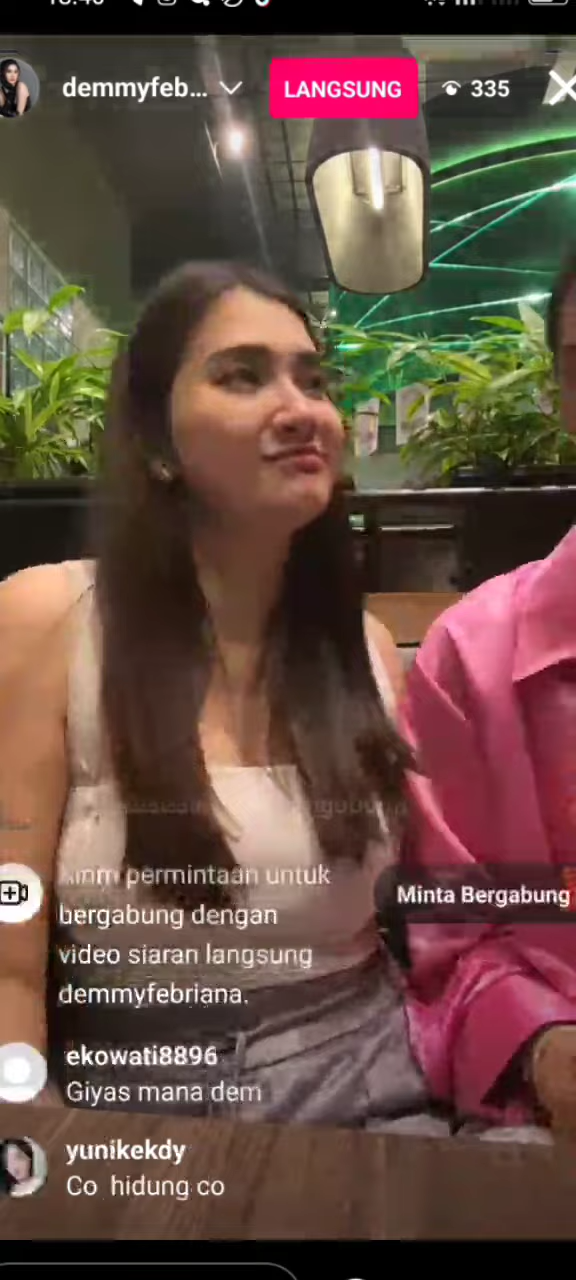 demmyfeb...
LANGSUNG
335
permintaan untuk
bergabung dengan
video siaran langsung
demmyfebriana.
Minta Bergabung
ekowati8896
Giyas mana dem
yunikekdy
Co hidung co